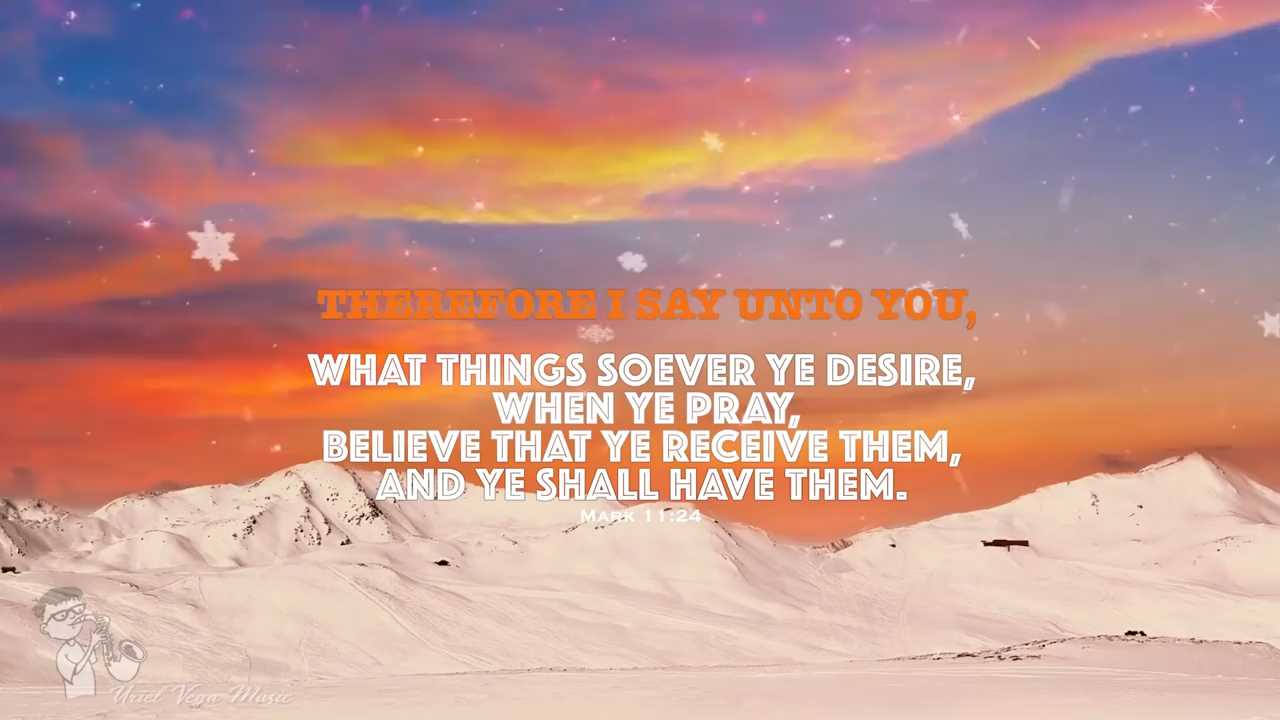 THEREFORE I SAY UNTO YOU,
WHAT THINGS SOEVER YE DESIRE,
WHEN YE PRAY,
BELIEVE THAT YE RECEIVE THEM,
AND YE SHALL HAVE THEM.
MARK 11:24
Uriel Vega Music